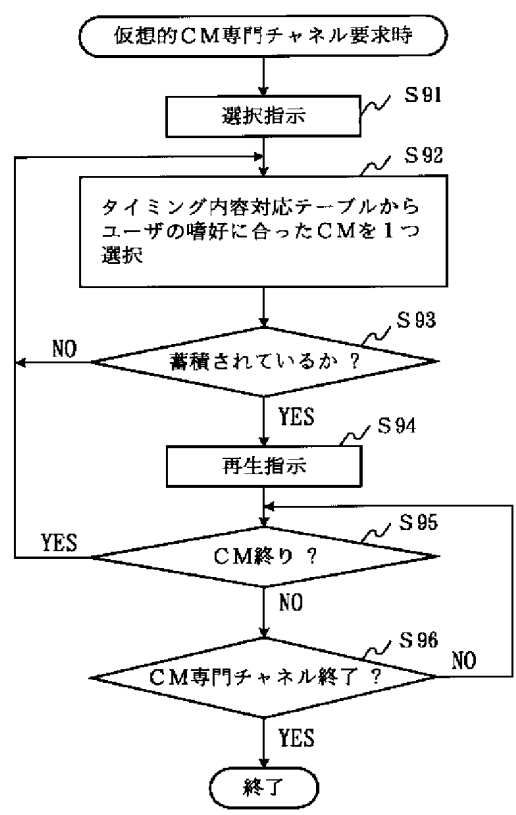 仮想的ＣＭ専門チャネル要求時
Ｓ９１
選択指示
Ｓ９２
タイミング内容対応テーブルから
ユーザの嗜好に合ったＣＭを１つ
選択
Ｓ９３
NO
蓄積されているか ？
YES
Ｓ９４
再生指示
Ｓ９５
YES
ＣＭ終り ？
NO
Ｓ９６
ＣＭ専門チャネル終了 ？
NO
YES
終了